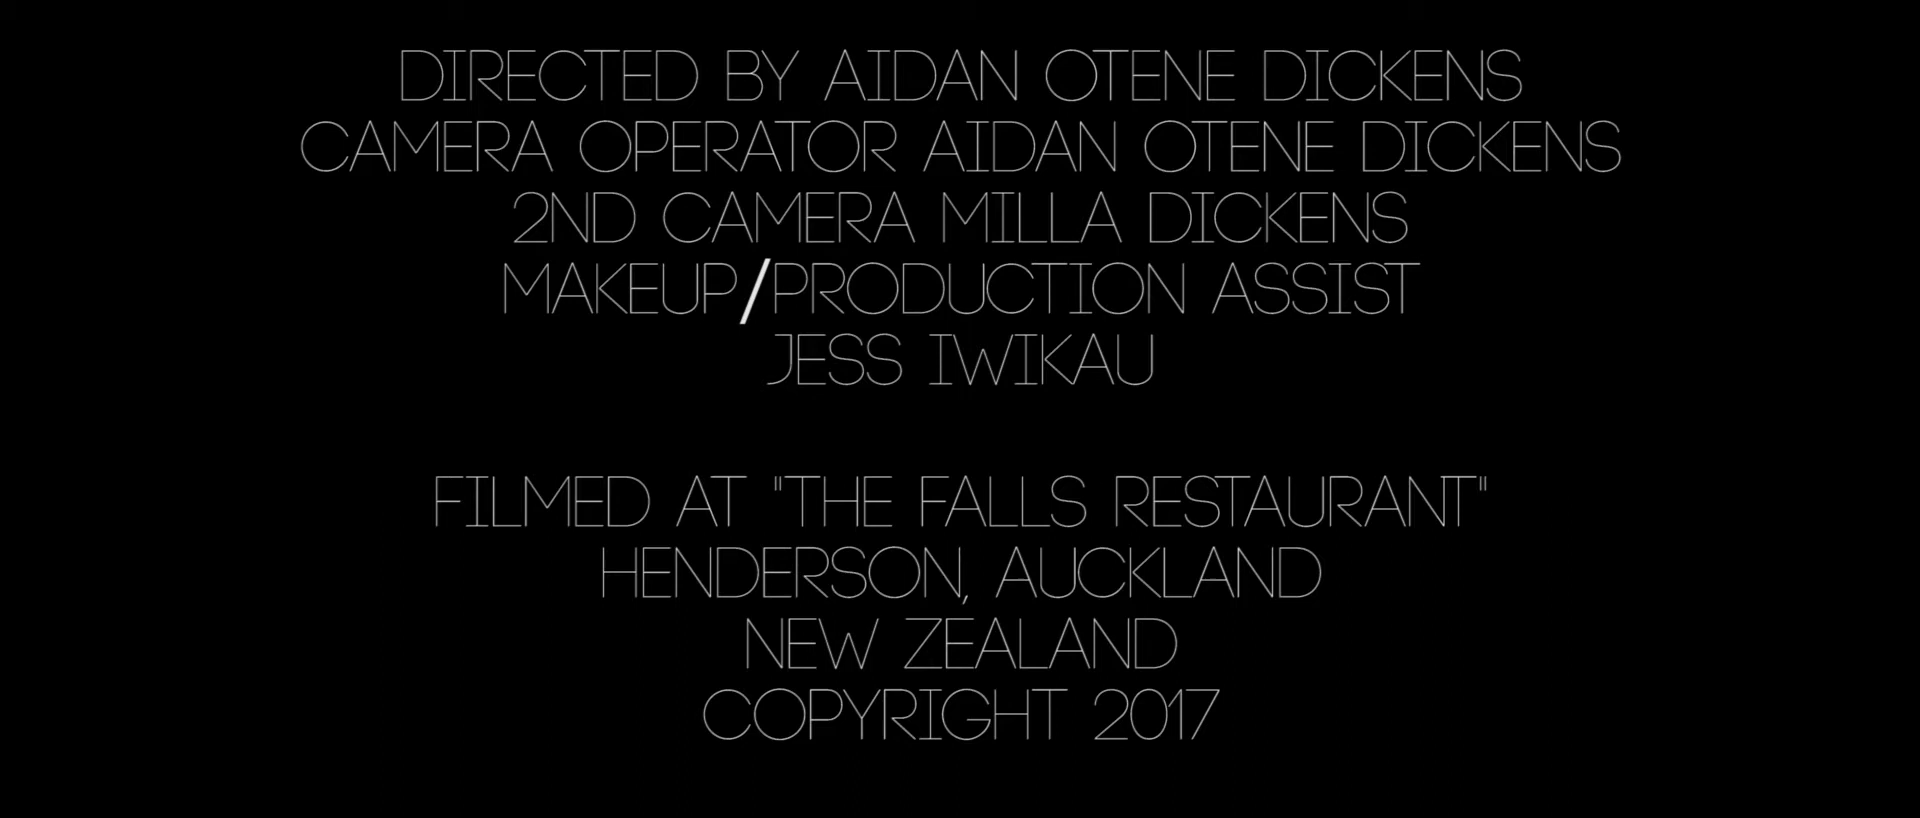 DIRECTED BY AIDAN OTENE DICKENS
CAMERA OPERATOR AIDAN OTENE DICKENS
2ND CAMERA MILLA DICKENS
MAKEUP/PRODUCTION ASSIST
JESS IWIKAU
FILMED AT "THE FALLS RESTAURANT"
HENDERSON, AUCKLAND
NEW ZEALAND
COPYRIGHT 2017